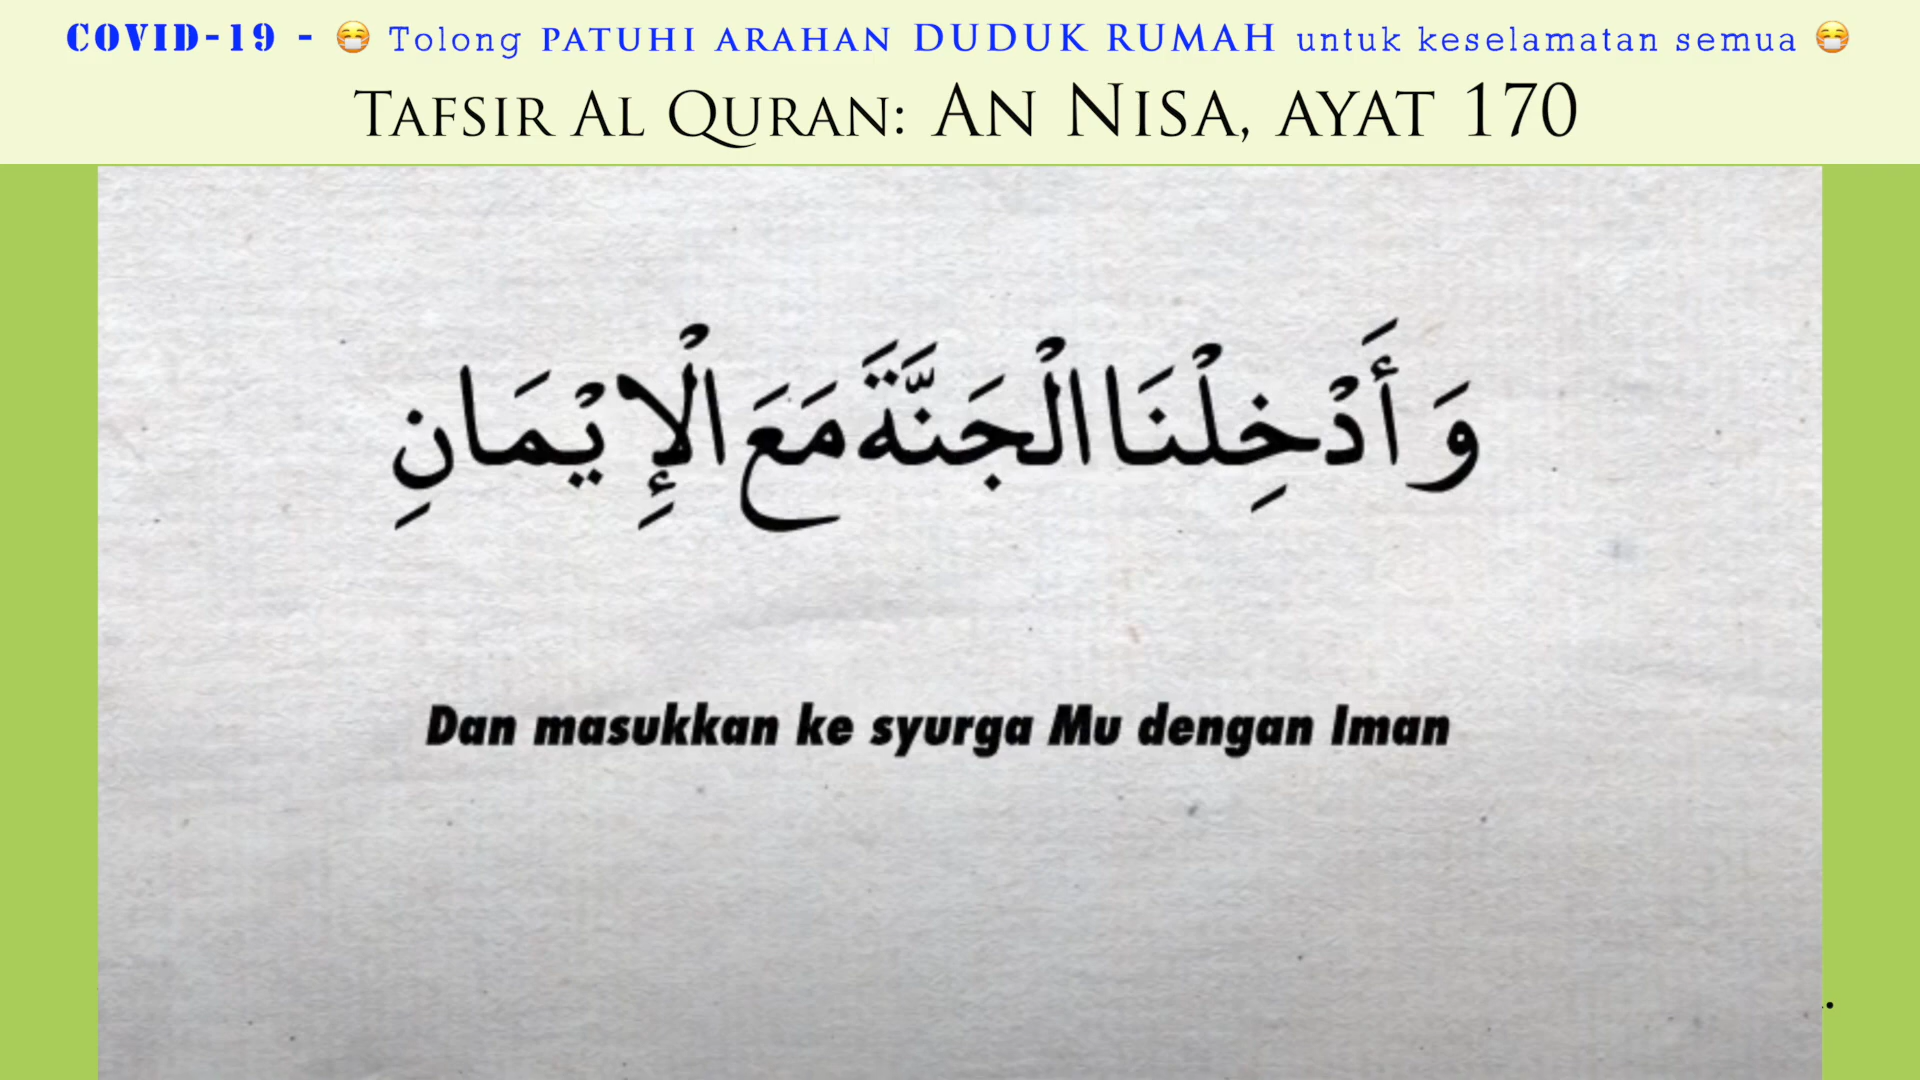 COVID-19 - 😷 Tolong PATUHI ARAHAN DUDUK RUMAH untuk keselamatan semua 😷
TAFSIR AL QURAN: AN NISA, AYAT 170
وَأَدْخِلْنَا الْجَنَّةَ مَعَ الْإِيْمَانِ
Dan masukkan ke syurga Mu dengan Iman